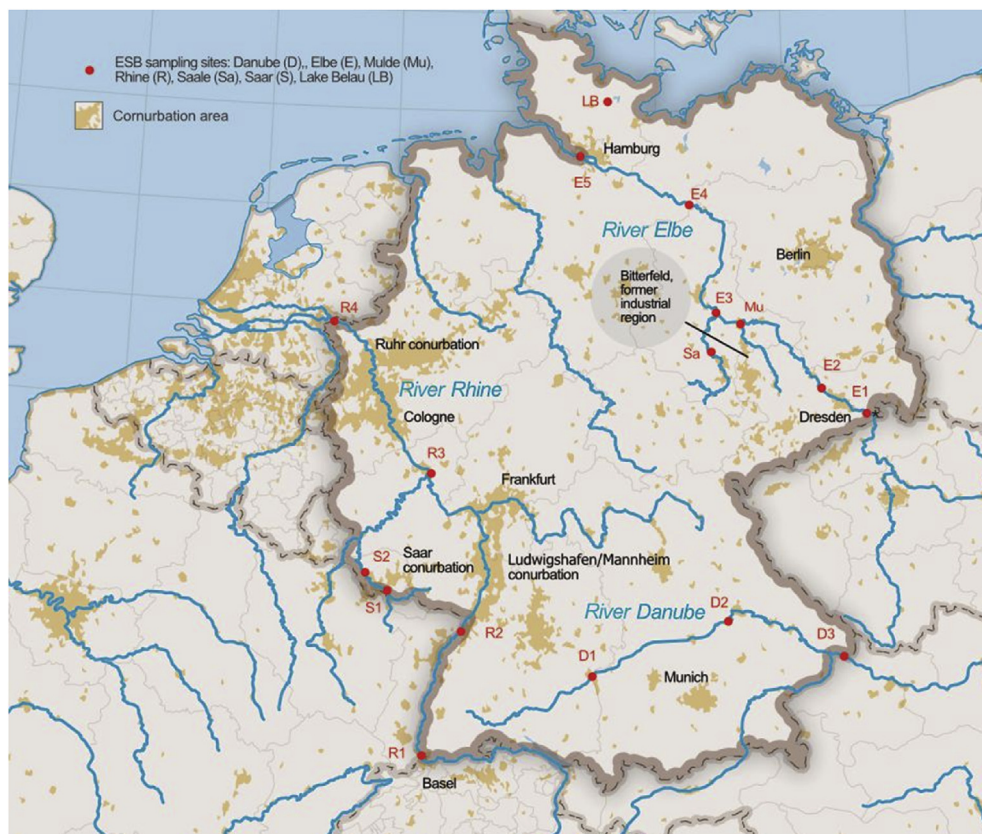 ESB sampling sites: Danube (D),, Elbe (E), Mulde (Mu),
Rhine (R), Saale (Sa), Saar (S), Lake Belau (LB)
Cornurbation area
LB
Hamburg
E5
E4
River Elbe
Berlin
Bitterfeld,
former
industrial
region
E3
Mu
R4
Ruhr conurbation
Sa
River Rhine
E2
E1
Cologne
Dresden
R3
Frankfurt
S2
Saar
conurbation
Ludwigshafen/Mannheim
conurbation
S1
River Danube
D2
R2
D3
D1
Munich
R1
Basel